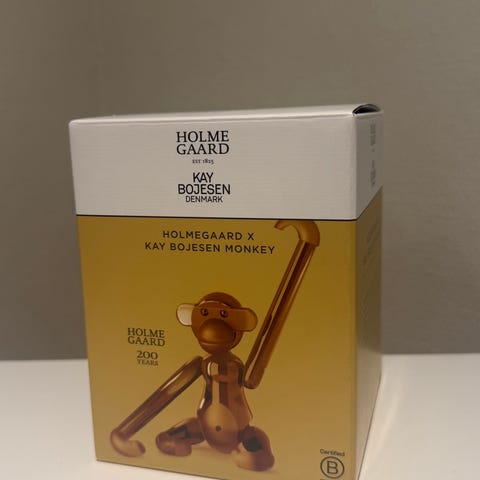 HOLME
GAARD
EST 1825
KAY
BOJESEN
DENMARK
HOLMEGAARD X
KAY BOJESEN MONKEY
HOLME
GAARD
200
YEARS
Certified
B